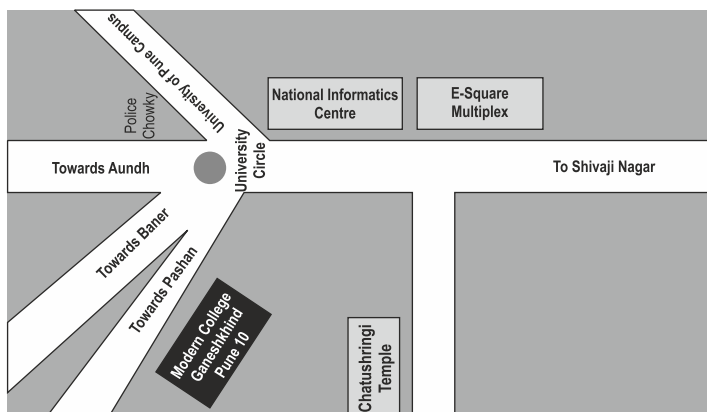 University of Pune Campus
Police
Chowky
National Informatics
Centre
E-Square
Multiplex
University
Circle
Towards Aundh
To Shivaji Nagar
Towards Baner
Towards Pashan
Modern College
Ganeshkhind
Pune 10
Chatushringi
Temple